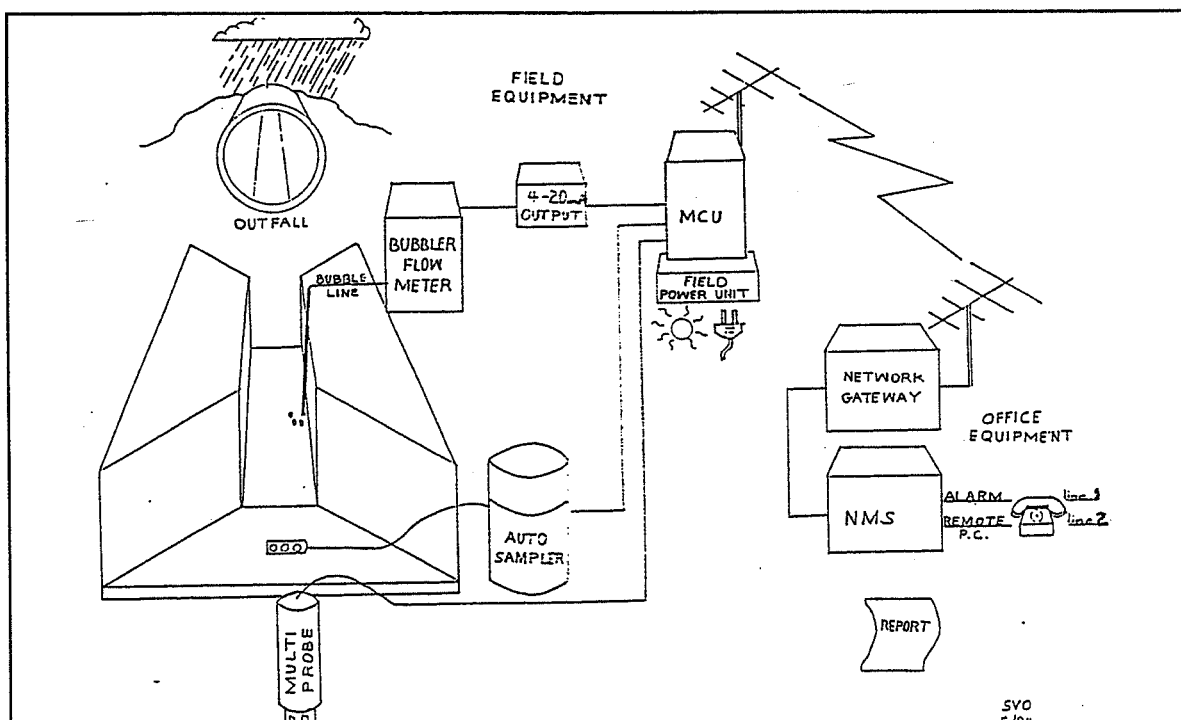 FIELD
EQUIPMENT
OUTFALL
4-20mA
OUTPUT
MCU
BUBBLER
FLOW
METER
BUBBLE
LINE
FIELD
POWER UNIT
NETWORK
GATEWAY
OFFICE
EQUIPMENT
NMS
ALARM
line 1
REMOTE
P.C.
line 2
AUTO
SAMPLER
MULTI
PROBE
REPORT
SVO